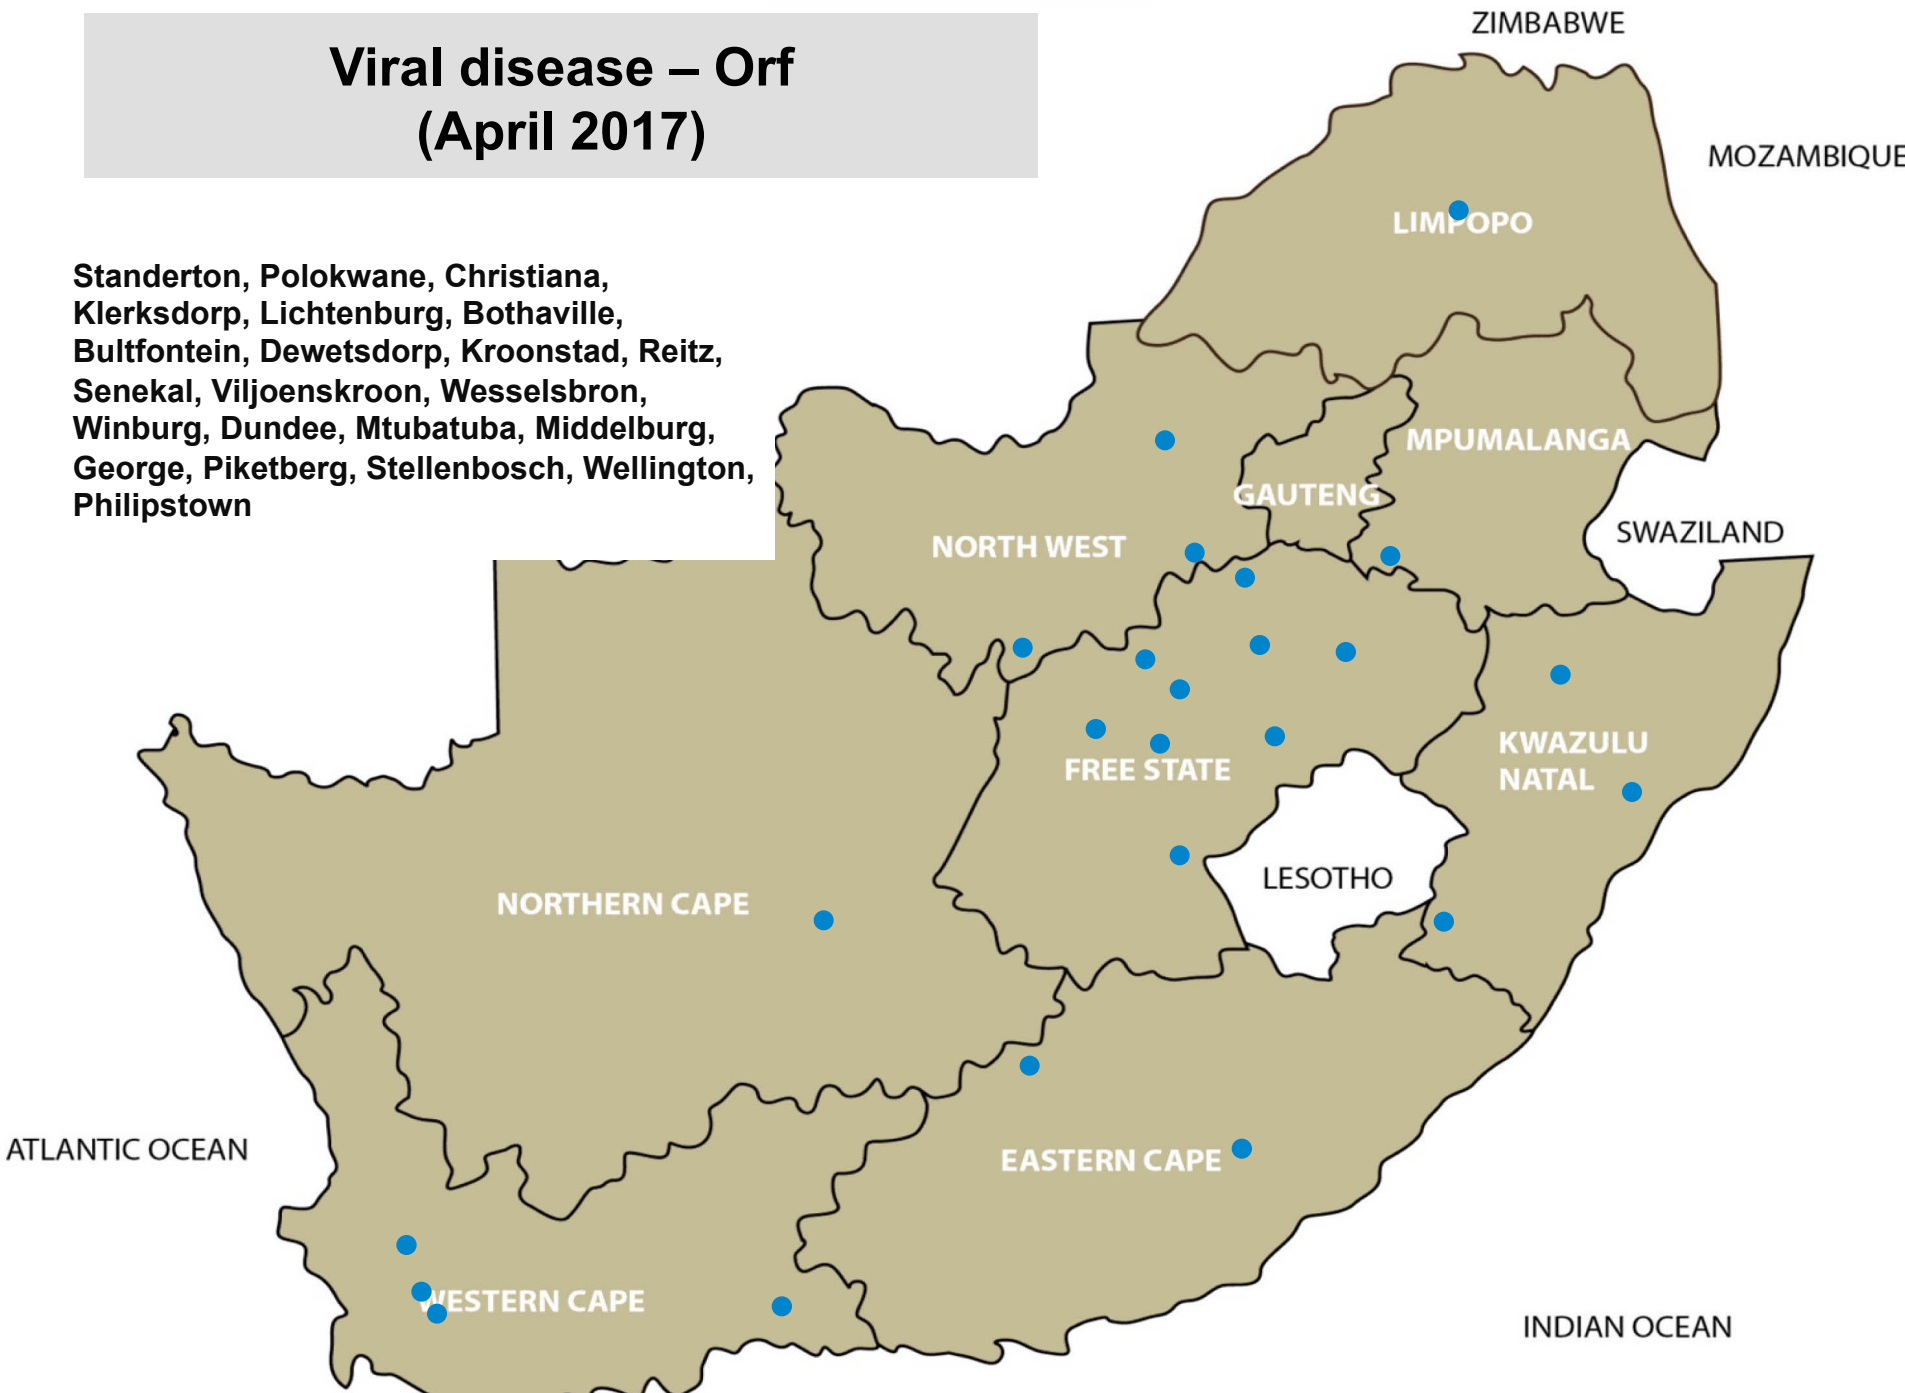 Viral disease – Orf
(April 2017)
Standerton, Polokwane, Christiana,
Klerksdorp, Lichtenburg, Bothaville,
Bultfontein, Dewetsdorp, Kroonstad, Reitz,
Senekal, Viljoenskroon, Wesselsbron,
Winburg, Dundee, Mtubatuba, Middelburg,
George, Piketberg, Stellenbosch, Wellington,
Philipstown
ZIMBABWE
MOZAMBIQUE
LIMPOPO
MPUMALANGA
GAUTENG
SWAZILAND
NORTH WEST
KWAZULU
NATAL
FREE STATE
LESOTHO
NORTHERN CAPE
ATLANTIC OCEAN
EASTERN CAPE
WESTERN CAPE
INDIAN OCEAN